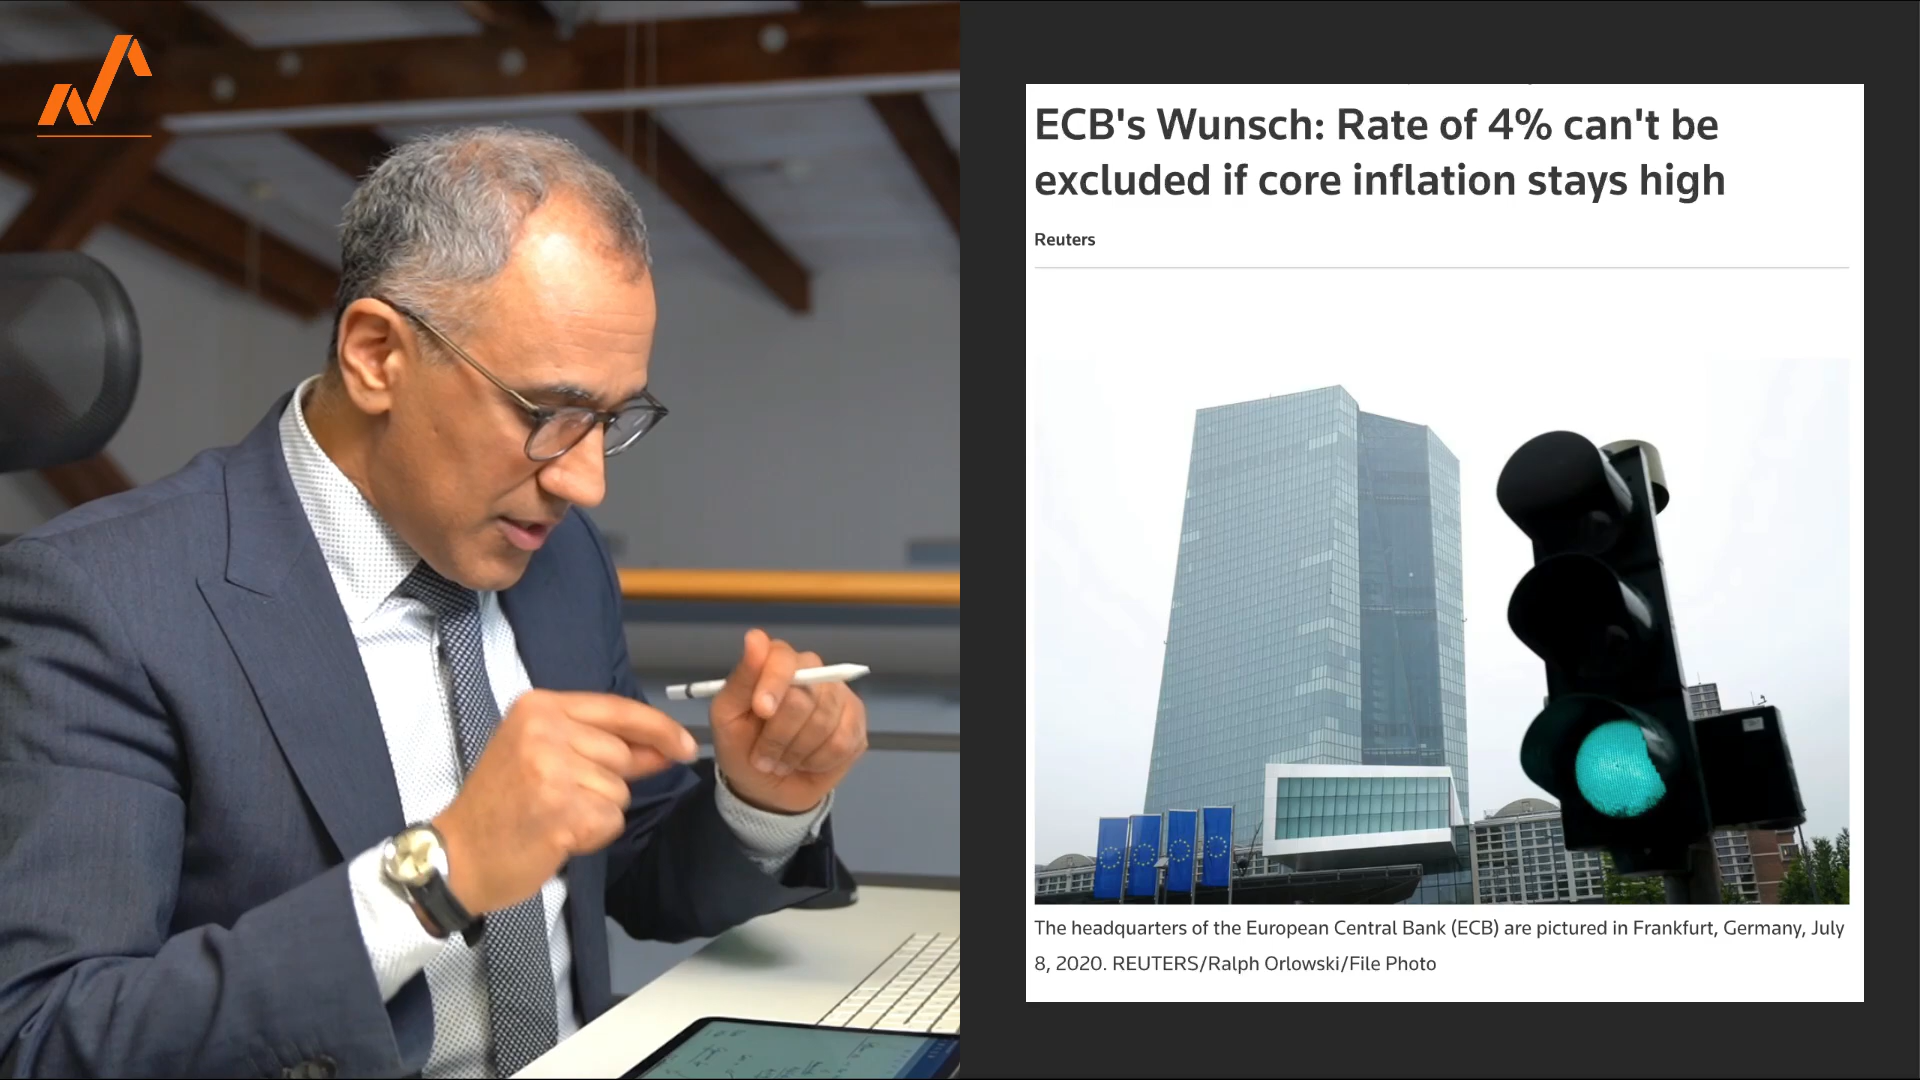 ECB's Wunsch: Rate of 4% can't be
excluded if core inflation stays high
Reuters
The headquarters of the European Central Bank (ECB) are pictured in Frankfurt, Germany, July
8, 2020. REUTERS/Ralph Orlowski/File Photo